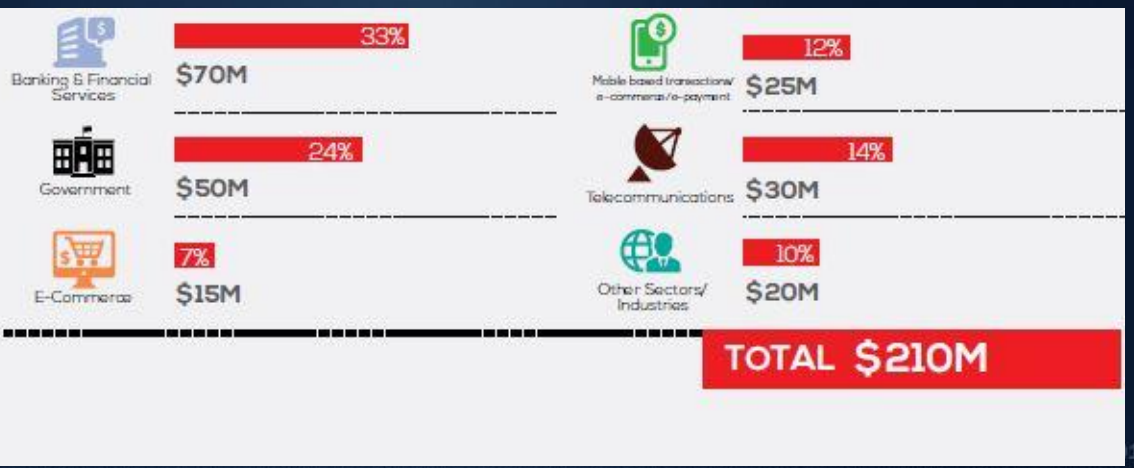 33%
Banking & Financial
Services
$70M
24%
Government
$50M
7%
E-Commerce
$15M
12%
Mobile based transactions/
e-commerce/e-payment
$25M
14%
Telecommunications
$30M
10%
Other Sectors/
Industries
$20M
TOTAL $210M